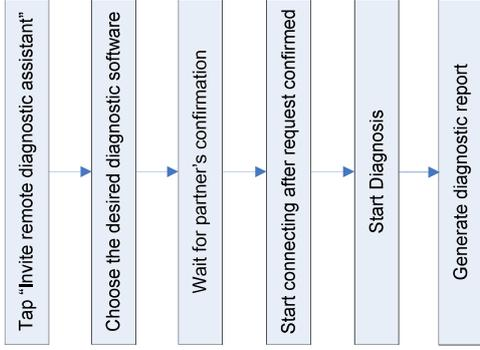 Tap “Invite remote diagnostic assistant”
Choose the desired diagnostic software
Wait for partner’s confirmation
Start connecting after request confirmed
Start Diagnosis
Generate diagnostic report